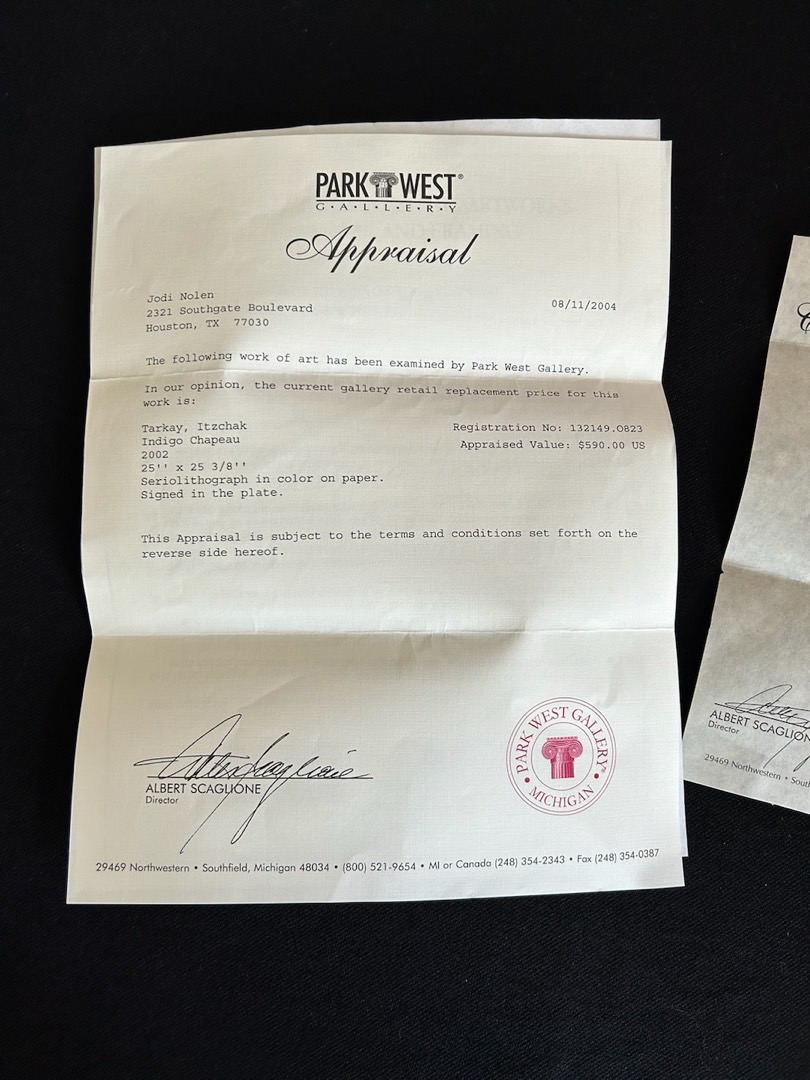 PARK WEST®
G·A·L·L·E·R·Y
Appraisal
Jodi Nolen
2321 Southgate Boulevard
Houston, TX 77030
08/11/2004
The following work of art has been examined by Park West Gallery.
In our opinion, the current gallery retail replacement price for this
work is:
Tarkay, Itzchak
Indigo Chapeau
2002
25'' x 25 3/8''
Seriolithograph in color on paper.
Signed in the plate.
Registration No: 132149.O823
Appraised Value: $590.00 US
This Appraisal is subject to the terms and conditions set forth on the
reverse side hereof.
ALBERT SCAGLIONE
Director
PARK WEST GALLERY™
• MICHIGAN •
29469 Northwestern • Southfield, Michigan 48034 • (800) 521-9654 • MI or Canada (248) 354-2343 • Fax (248) 354-0387
ALBERT SCAGLION
Director
29469 Northwestern • South